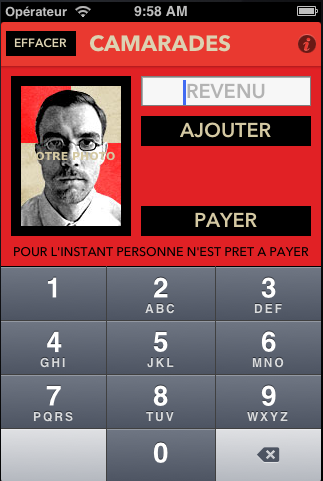 Opérateur 9:58 AM
EFFACER CAMARADES i
REVENU
VOTRE PHOTO
AJOUTER
PAYER
POUR L'INSTANT PERSONNE N'EST PRET A PAYER
1 2 3
ABC DEF
4 5 6
GHI JKL MNO
7 8 9
PQRS TUV WXYZ
0